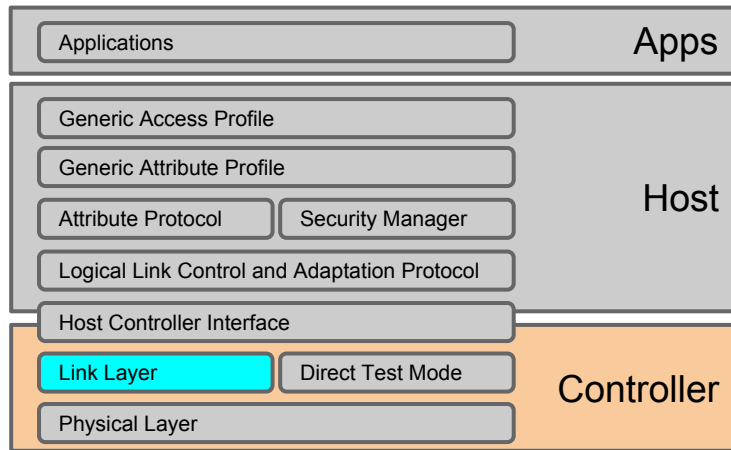 Applications
Apps
Generic Access Profile
Generic Attribute Profile
Attribute Protocol
Security Manager
Host
Logical Link Control and Adaptation Protocol
Host Controller Interface
Link Layer
Direct Test Mode
Controller
Physical Layer